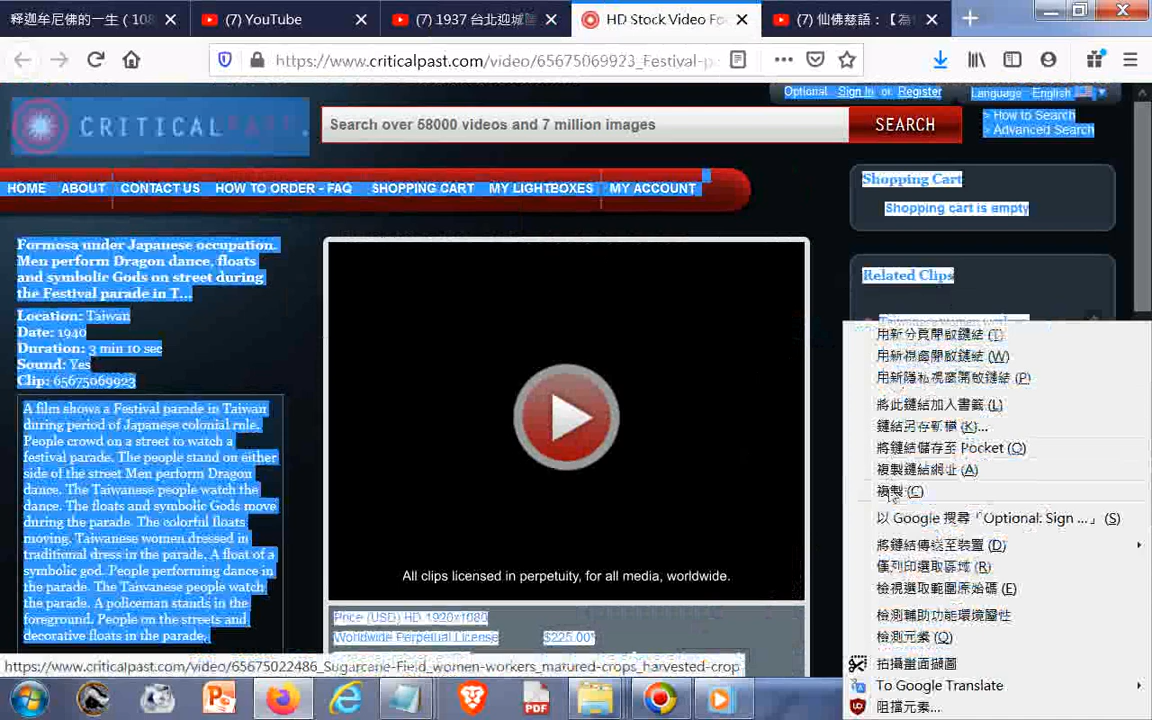 釋迦牟尼佛的一生（108
(7) YouTube
(7) 1937 台北迎城
HD Stock Video Fo
(7) 仙佛慈語：【為
https://www.criticalpast.com/video/65675069923_Festival-p
Optional Sign In or Register
Language English
CRITICALPAST.
Search over 58000 videos and 7 million images
SEARCH
> How to Search
> Advanced Search
HOME ABOUT CONTACT US HOW TO ORDER - FAQ SHOPPING CART MY LIGHTBOXES MY ACCOUNT
Shopping Cart
Shopping cart is empty
Formosa under Japanese occupation.
Men perform Dragon dance, floats
and symbolic Gods on street during
the Festival parade in T...
Location: Taiwan
Date: 1940
Duration: 3 min 10 sec
Sound: Yes
Clip: 65675069923
A film shows a Festival parade in Taiwan
during period of Japanese colonial rule.
People crowd on a street to watch a
festival parade. The people stand on either
side of the street Men perform Dragon
dance. The Taiwanese people watch the
dance. The floats and symbolic Gods move
during the parade. The colorful floats
moving. Taiwanese women dressed in
traditional dress in the parade. A float of a
symbolic god. People performing dance in
the parade. The Taiwanese people watch
the parade. A policeman stands in the
foreground. People on the streets and
decorative floats in the parade.
All clips licensed in perpetuity, for all media, worldwide.
Price (USD) HD 1920x1080
Worldwide Perpetual License $225.00*
Related Clips
用新分頁開啟鏈結 (T)
用新視窗開啟鏈結 (W)
用新隱私視窗開啟鏈結 (P)
將此鏈結加入書籤 (L)
鏈結另存新檔 (K)...
將鏈結儲存至 Pocket (O)
複製鏈結網址 (A)
複製 (C)
以 Google 搜尋「Optional: Sign ...」 (S)
將鏈結傳送至裝置 (D)
僅列印選取區域 (R)
檢視選取範圍原始碼 (E)
檢測輔助功能環境屬性
檢測元素 (Q)
拍攝畫面擷圖
To Google Translate
阻擋元素...
https://www.criticalpast.com/video/65675022486_Sugarcane-Field_women-workers_matured-crops_harvested-crop
PDF